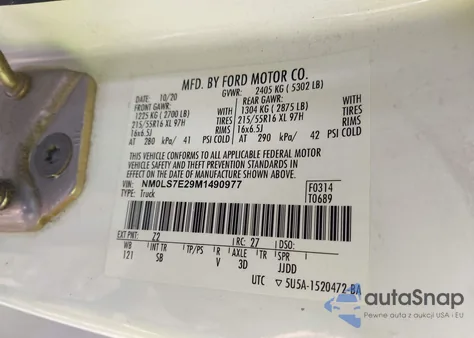 MFD. BY FORD MOTOR CO.
DATE: 10/20 GVWR: 2405 KG ( 5302 LB)
FRONT GAWR: REAR GAWR:
1225 KG ( 2700 LB) WITH 1304 KG ( 2875 LB) WITH
215/55R16 XL 97H TIRES 215/55R16 XL 97H TIRES
16x6.5J RIMS 16x6.5J RIMS
AT 280 kPa/ 41 PSI COLD AT 290 kPa/ 42 PSI COLD
THIS VEHICLE CONFORMS TO ALL APPLICABLE FEDERAL MOTOR
VEHICLE SAFETY AND THEFT PREVENTION STANDARDS IN
EFFECT ON THE DATE OF MANUFACTURE SHOWN ABOVE.
VIN: NM0LS7E29M1490977 F0314
TYPE: Truck T0689
EXT PNT: Z2 RC: 27 DSO:
WB INT TR TP/PS R AXLE TR SPR
121 SB V 3D JJDD
UTC ▽ 5U5A-1520472-BA
autoSnap
Pewne auta z aukcji USA i EU